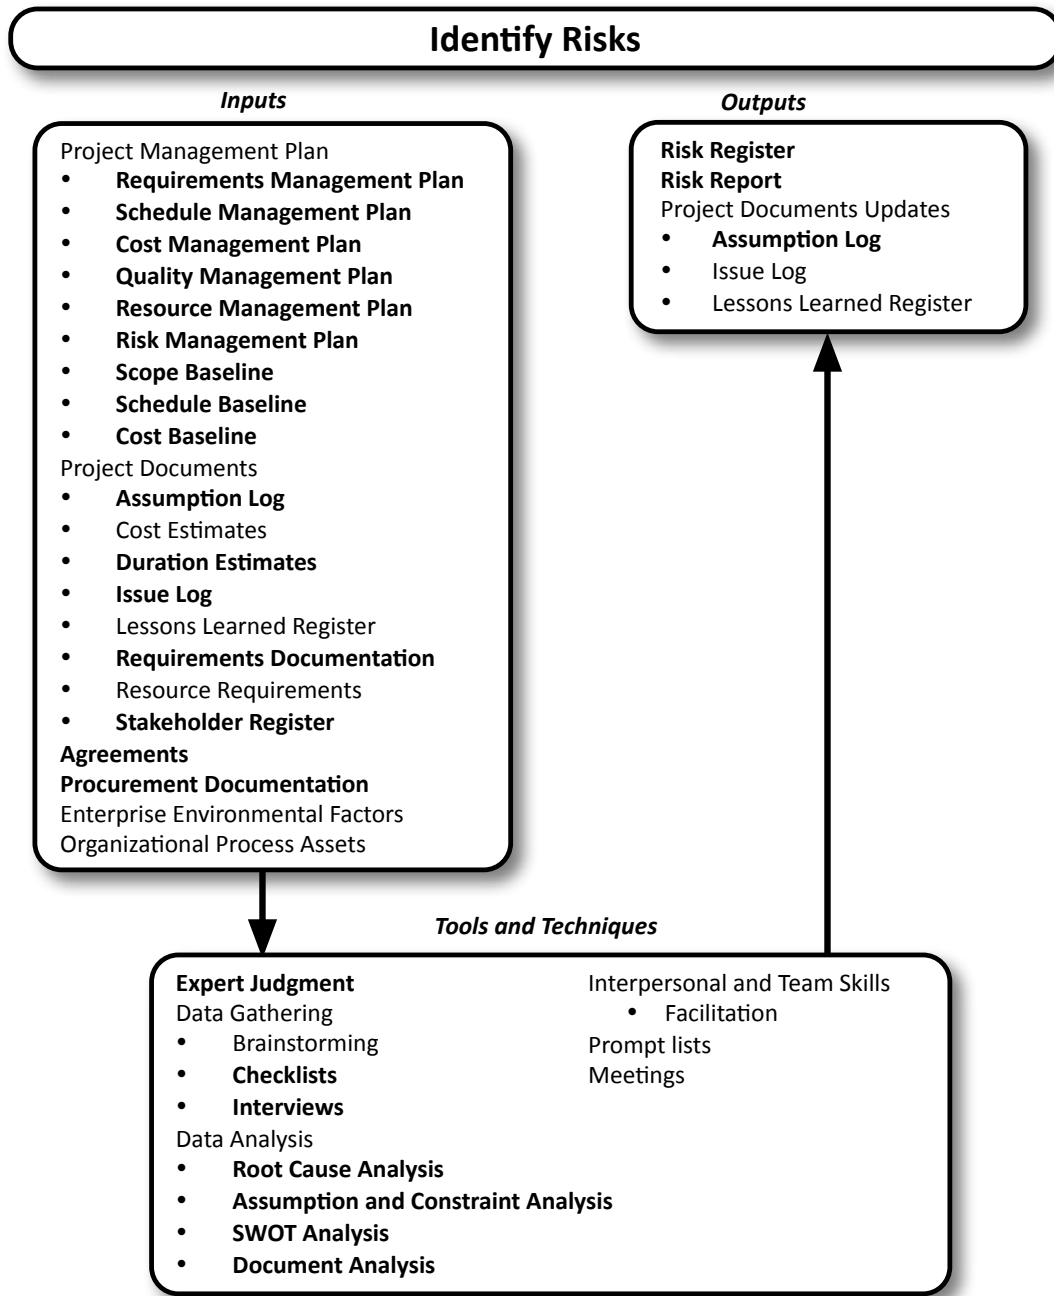 Identify Risks
Inputs
Project Management Plan
• Requirements Management Plan
• Schedule Management Plan
• Cost Management Plan
• Quality Management Plan
• Resource Management Plan
• Risk Management Plan
• Scope Baseline
• Schedule Baseline
• Cost Baseline
Project Documents
• Assumption Log
• Cost Estimates
• Duration Estimates
• Issue Log
• Lessons Learned Register
• Requirements Documentation
• Resource Requirements
• Stakeholder Register
Agreements
Procurement Documentation
Enterprise Environmental Factors
Organizational Process Assets
Outputs
Risk Register
Risk Report
Project Documents Updates
• Assumption Log
• Issue Log
• Lessons Learned Register
Tools and Techniques
Expert Judgment
Data Gathering
• Brainstorming
• Checklists
• Interviews
Data Analysis
• Root Cause Analysis
• Assumption and Constraint Analysis
• SWOT Analysis
• Document Analysis
Interpersonal and Team Skills
• Facilitation
Prompt lists
Meetings